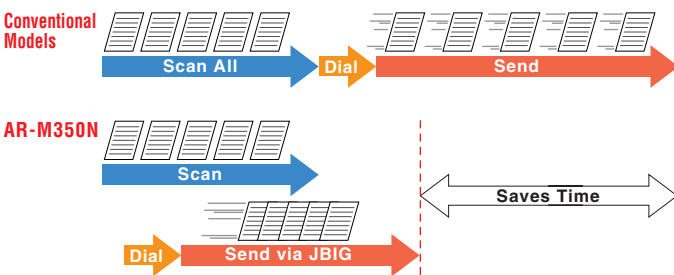 Conventional
Models
Scan All
Dial
Send
AR-M350N
Scan
Saves Time
Dial
Send via JBIG